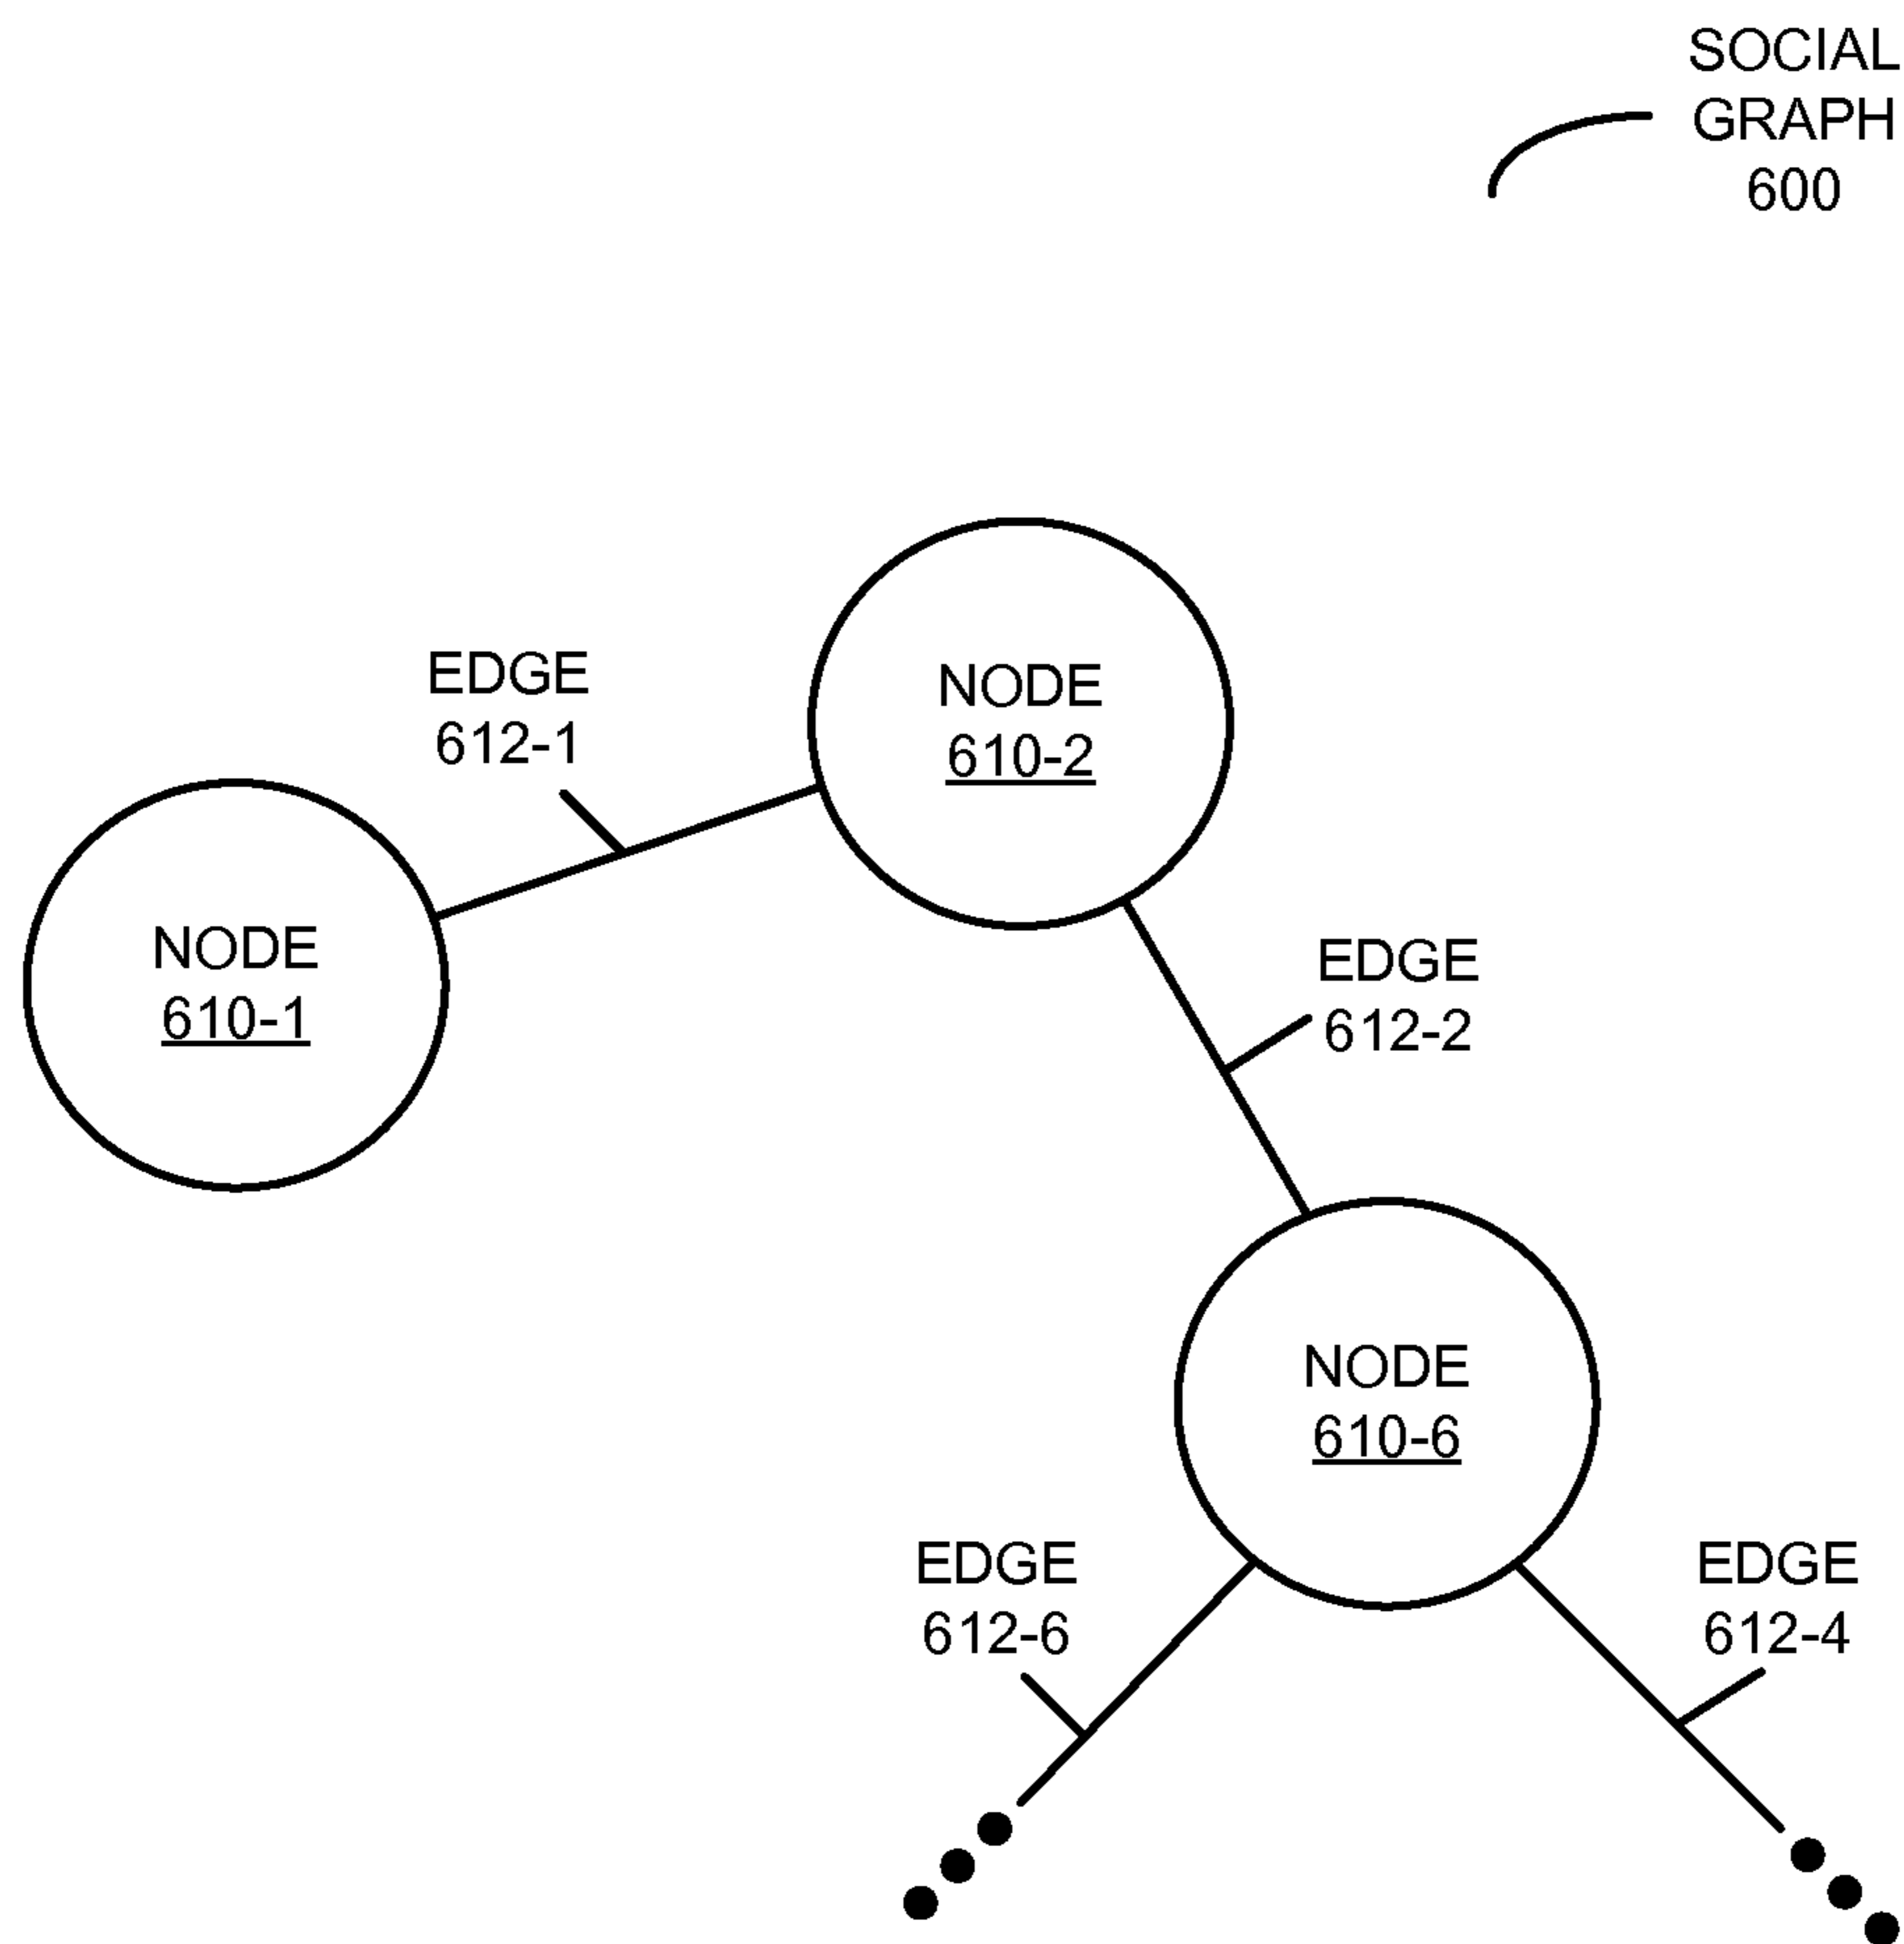 SOCIAL
GRAPH
600
EDGE
612-1
NODE
610-2
NODE
610-1
EDGE
612-2
NODE
610-6
EDGE
612-6
EDGE
612-4